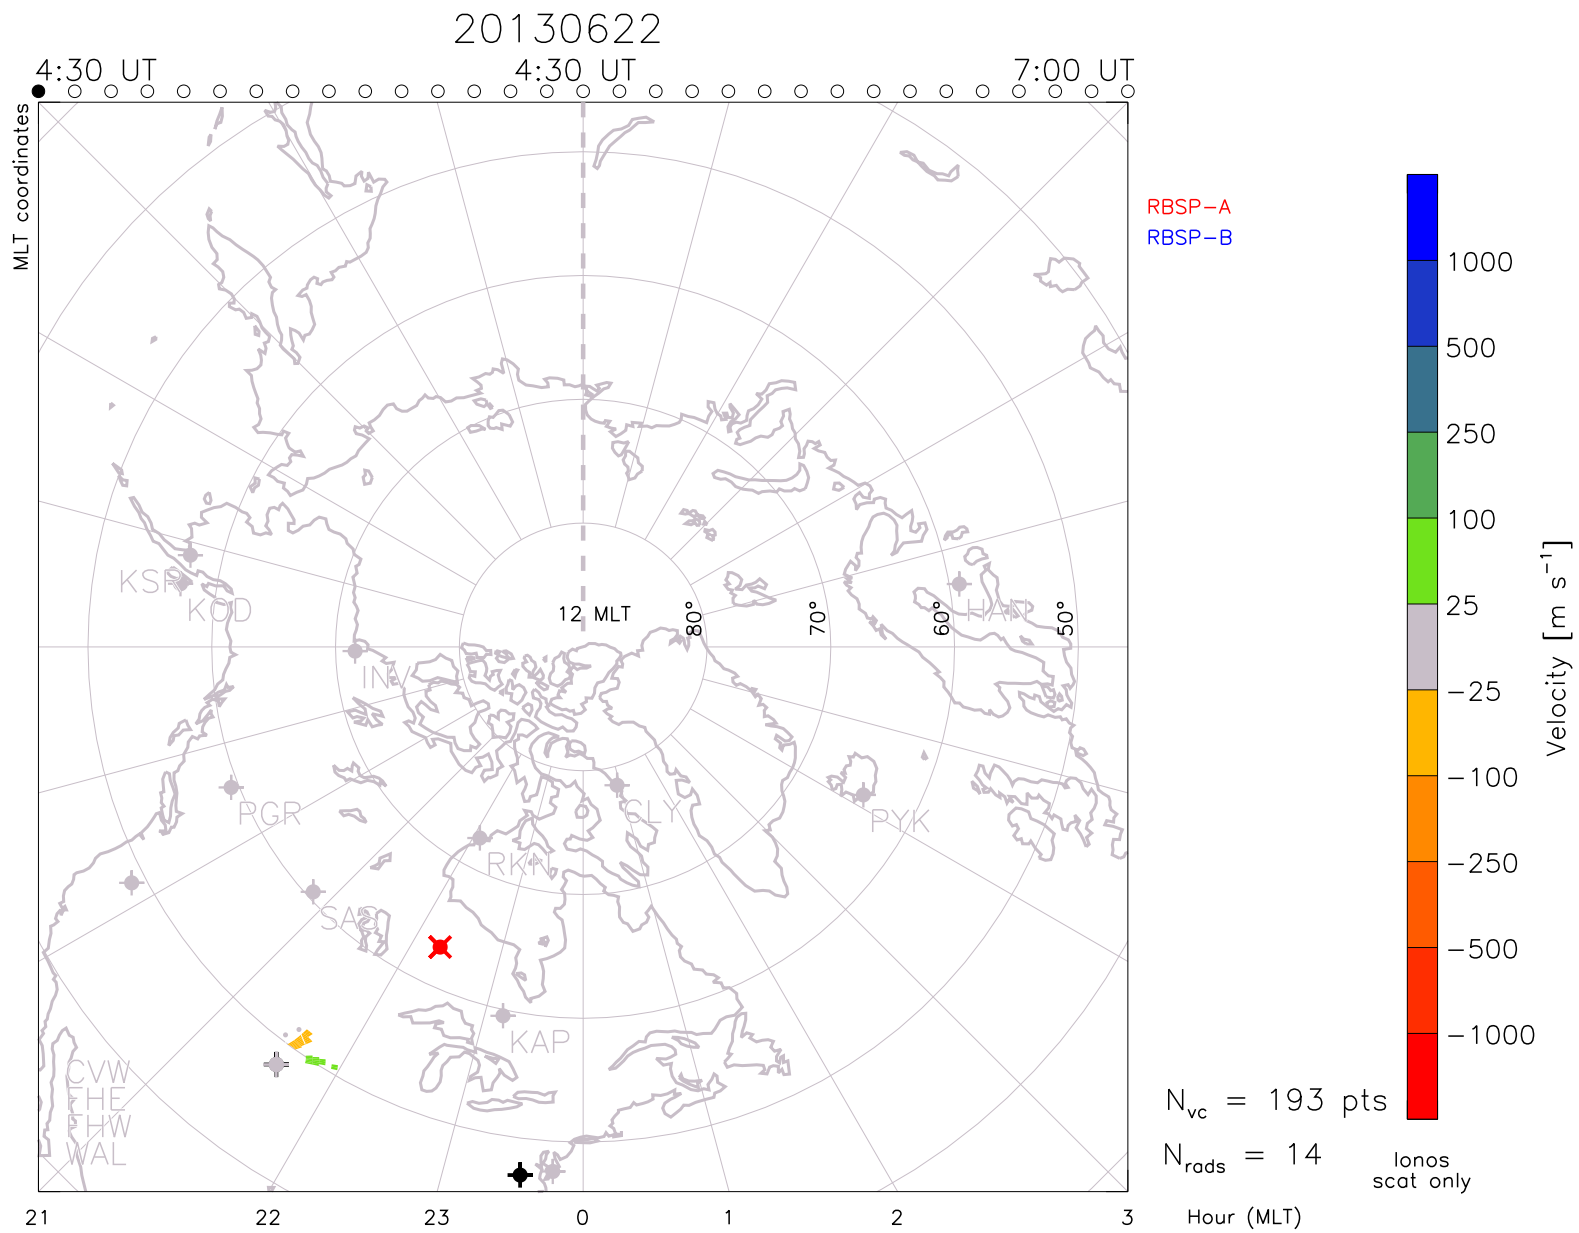 20130622
4:30 UT
4:30 UT
7:00 UT
MLT coordinates
RBSP-A
RBSP-B
1000
500
250
100
25
-25
-100
-250
-500
-1000
Velocity [m s⁻¹]
12 MLT
80°
70°
60°
50°
KSR
KOD
HAN
INV
PGR
CLY
PYK
RKN
SAS
KAP
CVW
FHE
FHW
WAL
Nvc = 193 pts
Nrads = 14
Ionos
scat only
21
22
23
0
1
2
3
Hour (MLT)